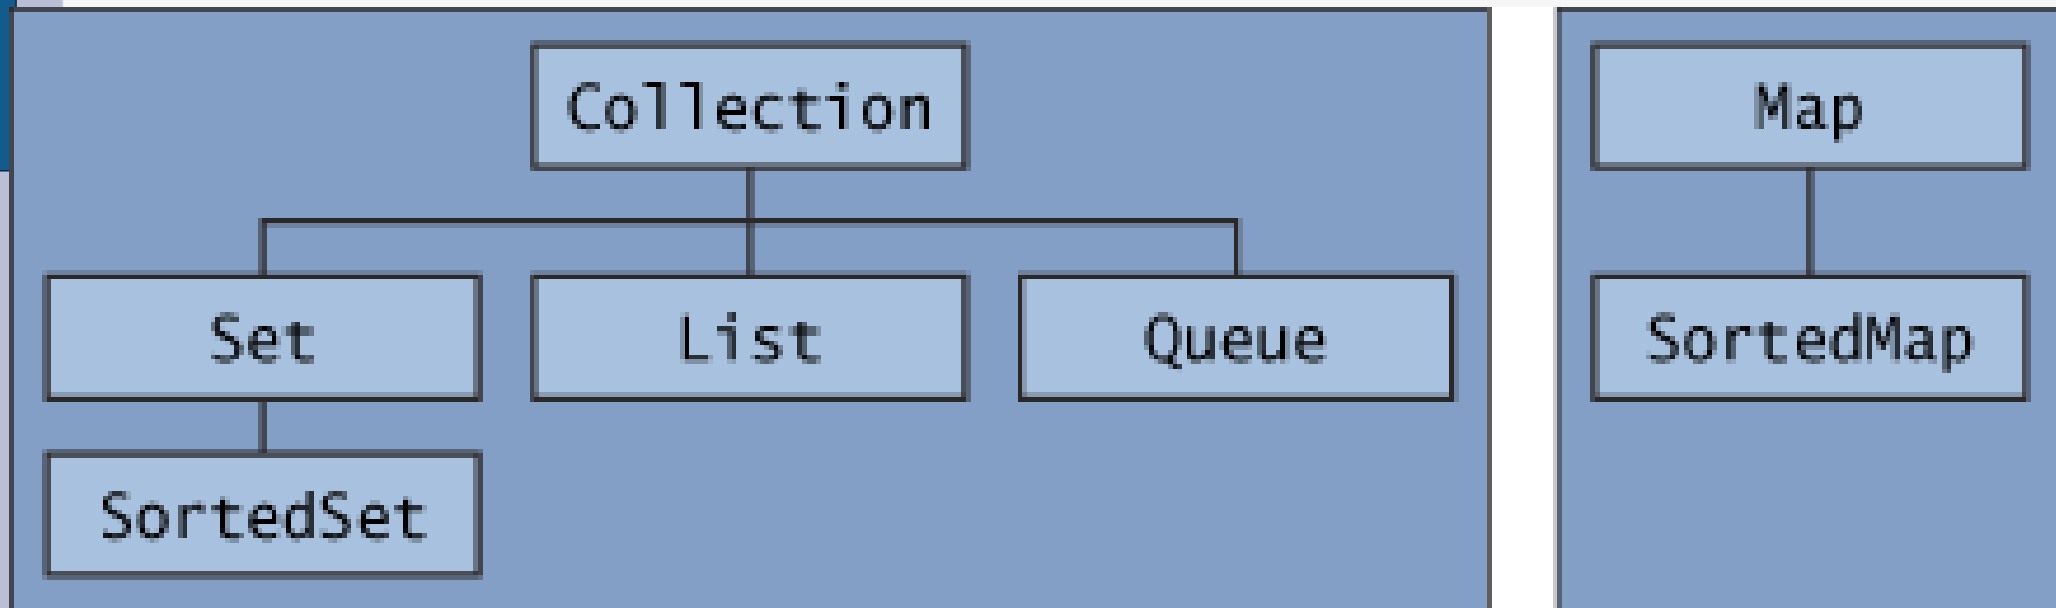 Collection
Map
Set
List
Queue
SortedMap
SortedSet